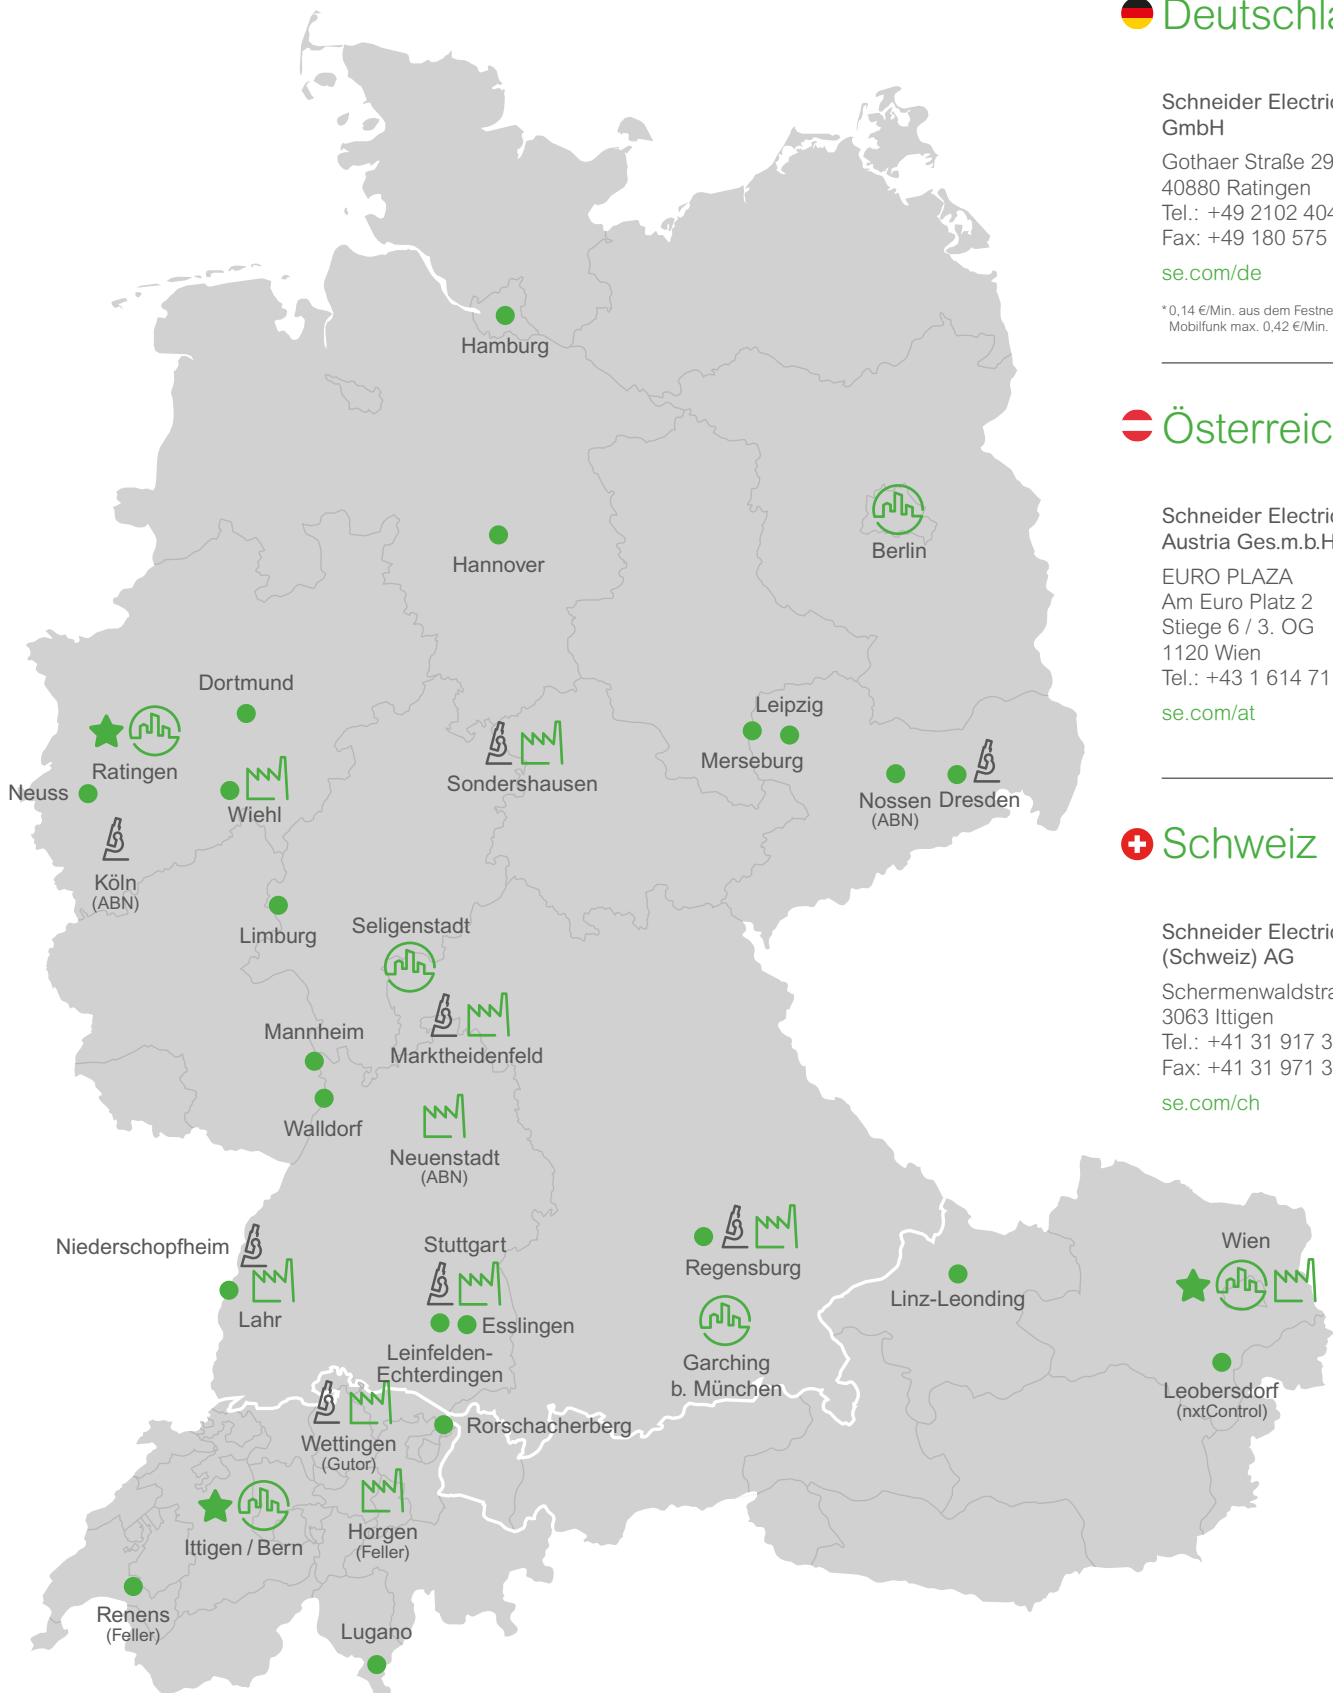 Hamburg
Hannover
Berlin
Dortmund
Ratingen
Neuss
Wiehl
Köln
(ABN)
Sondershausen
Leipzig
Merseburg
Nossen
(ABN)
Dresden
Limburg
Seligenstadt
Mannheim
Marktheidenfeld
Walldorf
Neuenstadt
(ABN)
Niederschopfheim
Lahr
Stuttgart
Esslingen
Leinfelden-
Echterdingen
Regensburg
Garching
b. München
Linz-Leonding
Wien
Leobersdorf
(nxtControl)
Wettingen
(Gutor)
Rorschacherberg
Ittigen / Bern
Horgen
(Feller)
Renens
(Feller)
Lugano
Schneider Electric
GmbH
Gothaer Straße 29
40880 Ratingen
Tel.: +49 2102 404
Fax: +49 180 575
se.com/de
* 0,14 €/Min. aus dem
Mobilfunk max. 0,42 €/Min.
Österreic
Schneider Electric
Austria Ges.m.b.H
EURO PLAZA
Am Euro Platz 2
Stiege 6 / 3. OG
1120 Wien
Tel.: +43 1 614 71
se.com/at
Schweiz
Schneider Electric
(Schweiz) AG
Schermenwaldstra
3063 Ittigen
Tel.: +41 31 917 3
Fax: +41 31 971 3
se.com/ch